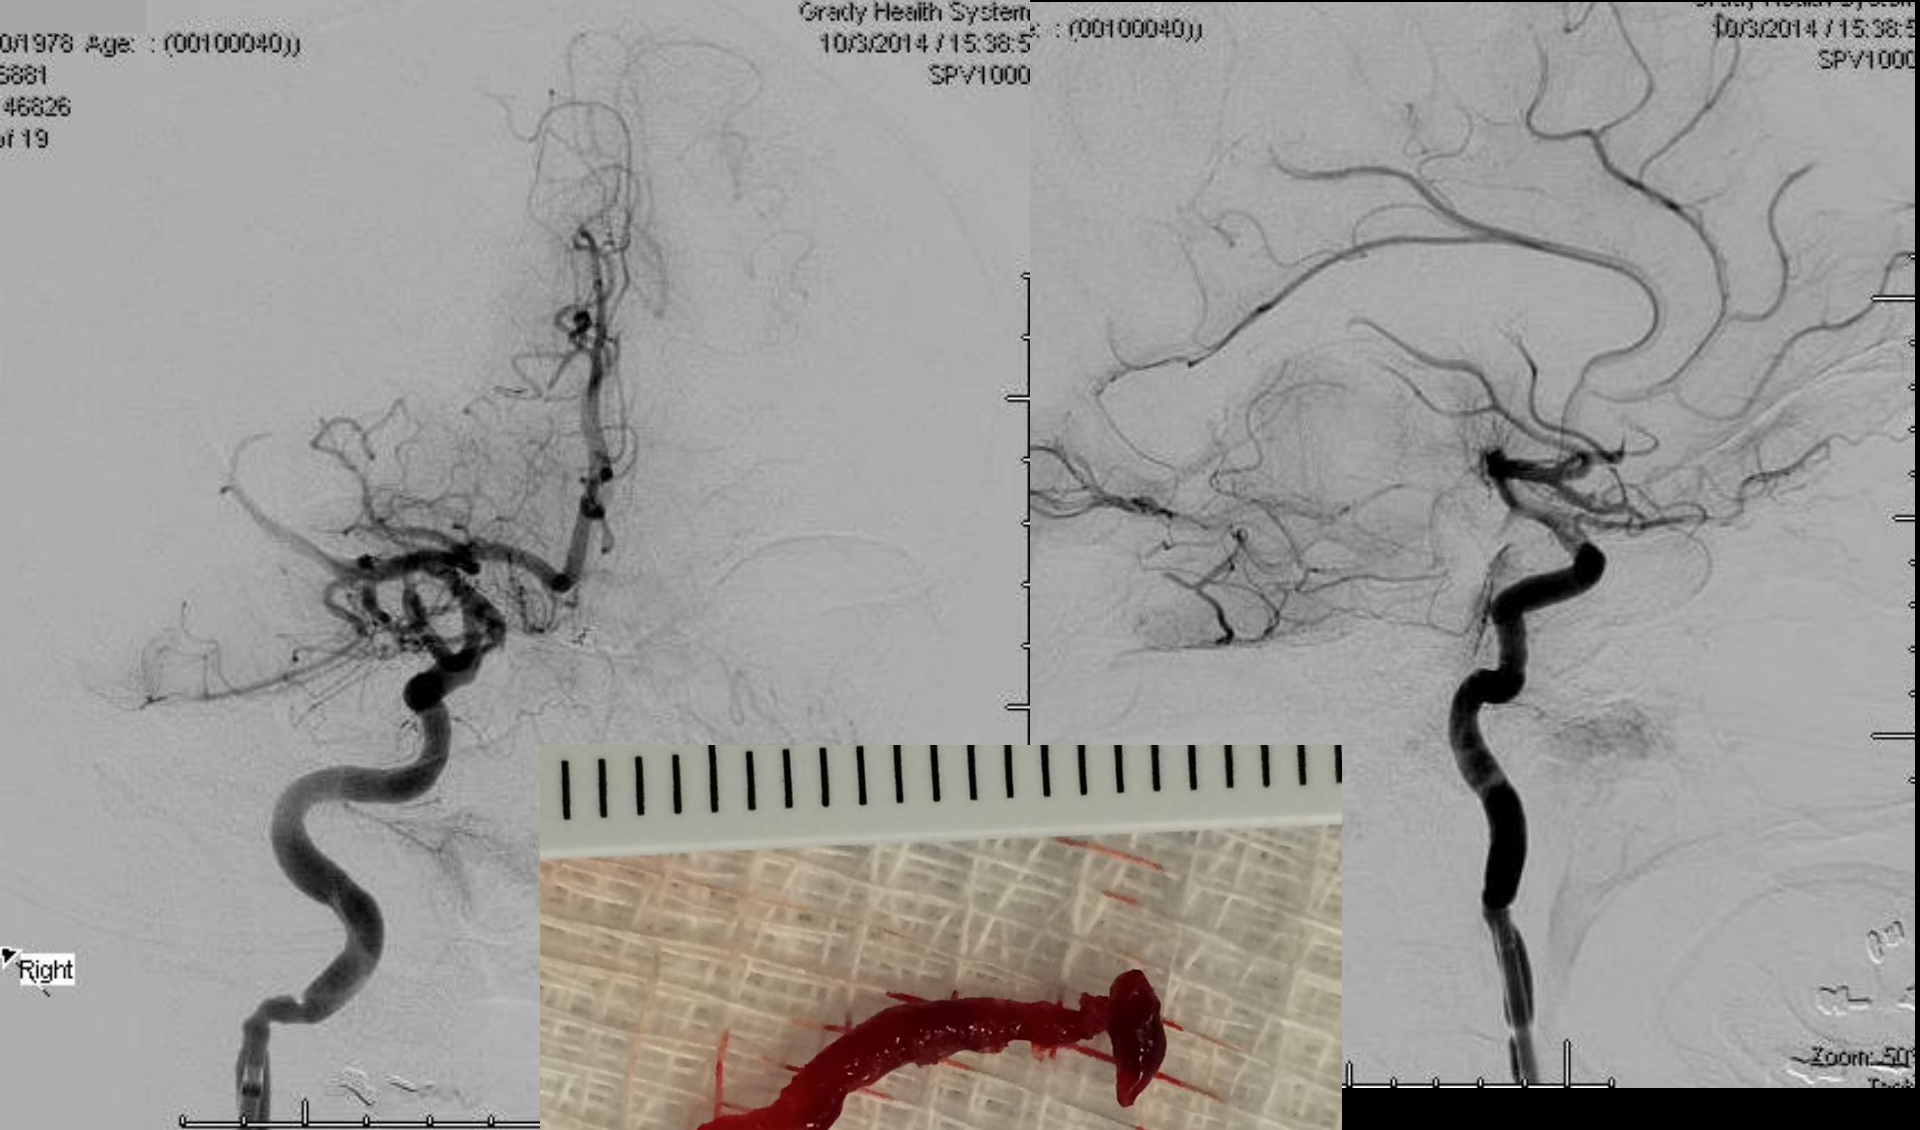 Grady Health System
0/1978 Age: : (00100040))
10/3/2014 / 15:38:5
6881
SPV1000
46826
of 19
Right
: (00100040))
10/3/2014 / 15:38:5
SPV1000
Zoom: 50